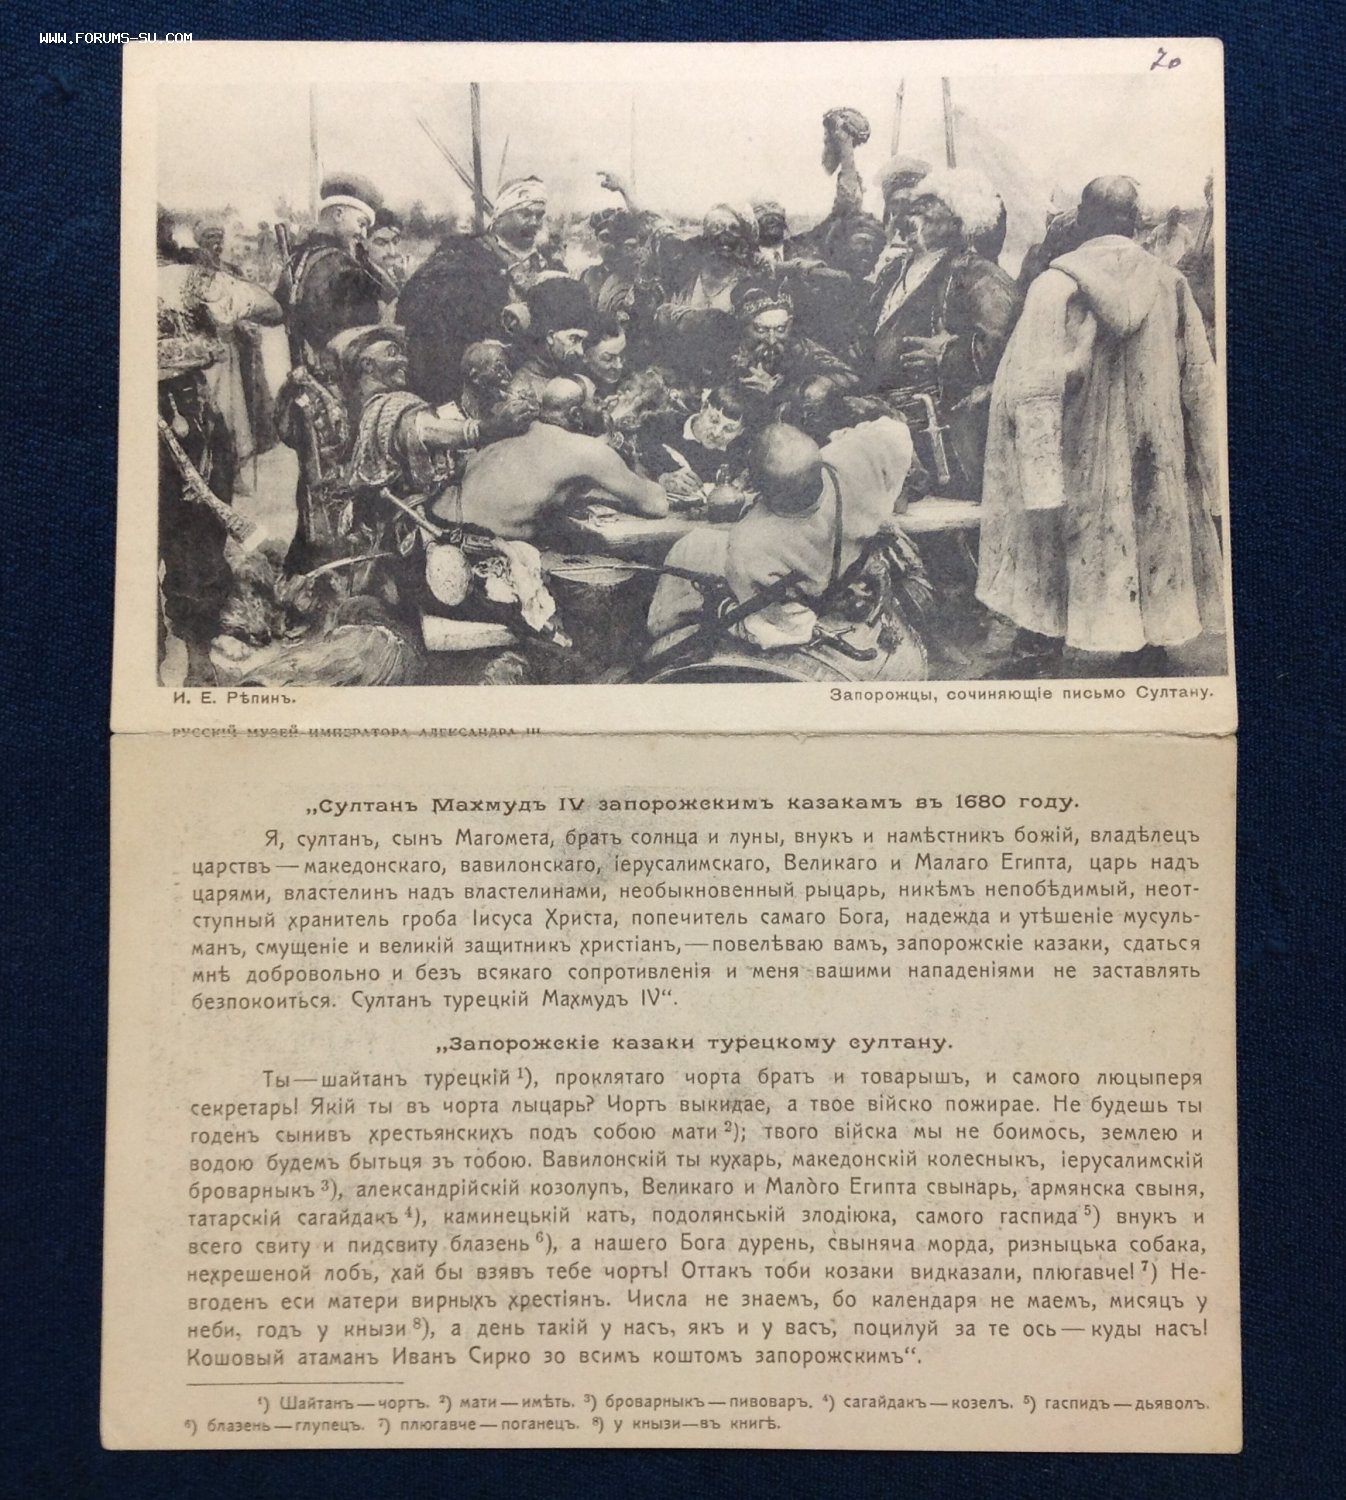 WWW.FORUMS-SU.COM
20
И. Е. Рѣпинъ.
Запорожцы, сочиняющіе письмо Султану.
РУССКІЙ МУЗЕЙ ИМПЕРАТОРА АЛЕКСАНДРА III
„Султанъ Махмудъ IV запорожскимъ казакамъ въ 1680 году.
Я, султанъ, сынъ Магомета, братъ солнца и луны, внукъ и намѣстникъ божій, владѣлецъ
царствъ — македонскаго, вавилонскаго, іерусалимскаго, Великаго и Малаго Египта, царь надъ
царями, властелинъ надъ властелинами, необыкновенный рыцарь, никѣмъ непобѣдимый, неот-
ступный хранитель гроба Іисуса Христа, попечитель самаго Бога, надежда и утѣшеніе мусуль-
манъ, смущеніе и великій защитникъ христіанъ, — повелѣваю вамъ, запорожскіе казаки, сдаться
мнѣ добровольно и безъ всякаго сопротивленія и меня вашими нападеніями не заставлять
безпокоиться. Султанъ турецкій Махмудъ IV“.
„Запорожскіе казаки турецкому султану.
Ты — шайтанъ турецкій ¹), проклятаго чорта братъ и товарышъ, и самого люцыперя
секретарь! Якій ты въ чорта лыцарь? Чортъ выкидае, а твое війско пожирае. Не будешь ты
годенъ сынивъ хрестьянскихъ подъ собою мати ²); твого війска мы не боимось, землею и
водою будемъ бытьця зъ тобою. Вавилонскій ты кухарь, македонскій колесныкъ, іерусалимскій
броварныкъ ³), александрійскій козолупъ, Великаго и Малого Египта свынарь, армянска свыня,
татарскій сагайдакъ ⁴), каминецькій катъ, подолянській злодіюка, самого гаспида ⁵) внукъ и
всего свиту и пидсвиту блазень ⁶), а нашего Бога дурень, свыняча морда, ризныцька собака,
нехрешеной лобъ, хай бы взявъ тебе чортъ! Оттакъ тоби козаки видказали, плюгавче! ⁷) Не-
вгоденъ еси матери вирныхъ хрестіянъ. Числа не знаемъ, бо календаря не маемъ, мисяцъ у
неби, годъ у кнызи ⁸), а день такій у насъ, якъ и у васъ, поцилуй за те ось — куды насъ!
Кошовый атаманъ Иванъ Сирко зо всимъ коштомъ запорожскимъ“.
¹) Шайтанъ — чортъ. ²) мати — имѣть. ³) броварныкъ — пивоваръ. ⁴) сагайдакъ — козелъ. ⁵) гаспидъ — дьяволъ.
⁶) блазень — глупецъ. ⁷) плюгавче — поганецъ. ⁸) у кнызи — въ книгѣ.